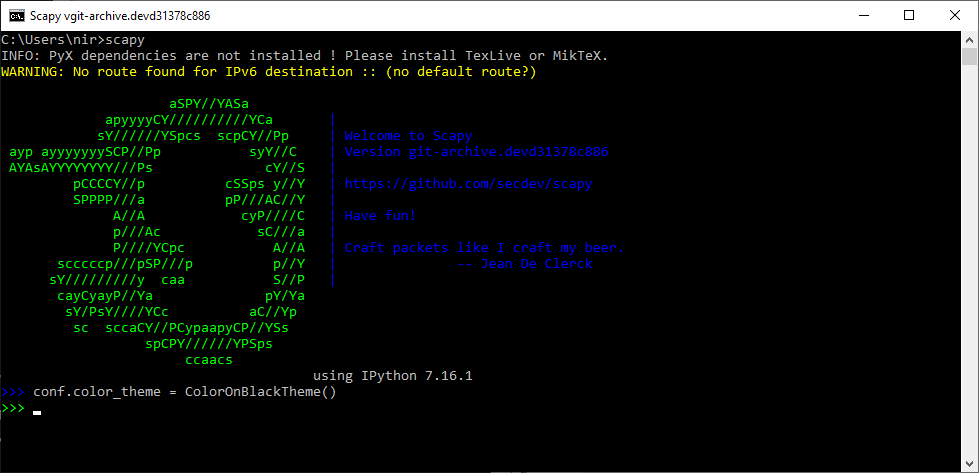 Scapy vgit-archive.devd31378c886
C:\Users\nir>scapy
INFO: PyX dependencies are not installed ! Please install TexLive or MikTeX.
WARNING: No route found for IPv6 destination :: (no default route?)
                     aSPY//YASa
             apyyyyCY//////////YCa       |
            sY//////YSpcs  scpCY//Pp     | Welcome to Scapy
 ayp ayyyyyyySCP//Pp           syY//C    | Version git-archive.devd31378c886
 AYAsAYYYYYYYY///Ps              cY//S   |
         pCCCCY//p          cSSps y//Y   | https://github.com/secdev/scapy
         SPPPP///a          pP///AC//Y   |
              A//A            cyP////C   | Have fun!
              p///Ac            sC///a   |
              P////YCpc           A//A   | Craft packets like I craft my beer.
       scccccp///pSP///p          p//Y   |               -- Jean De Clerck
      sY/////////y  caa           S//P   |
       cayCyayP//Ya              pY/Ya
        sY/PsY////YCc          aC//Yp
         sc  sccaCY//PCypaapyCP//YSs
                  spCPY//////YPSps
                       ccaacs
                                       using IPython 7.16.1
>>> conf.color_theme = ColorOnBlackTheme()
>>>